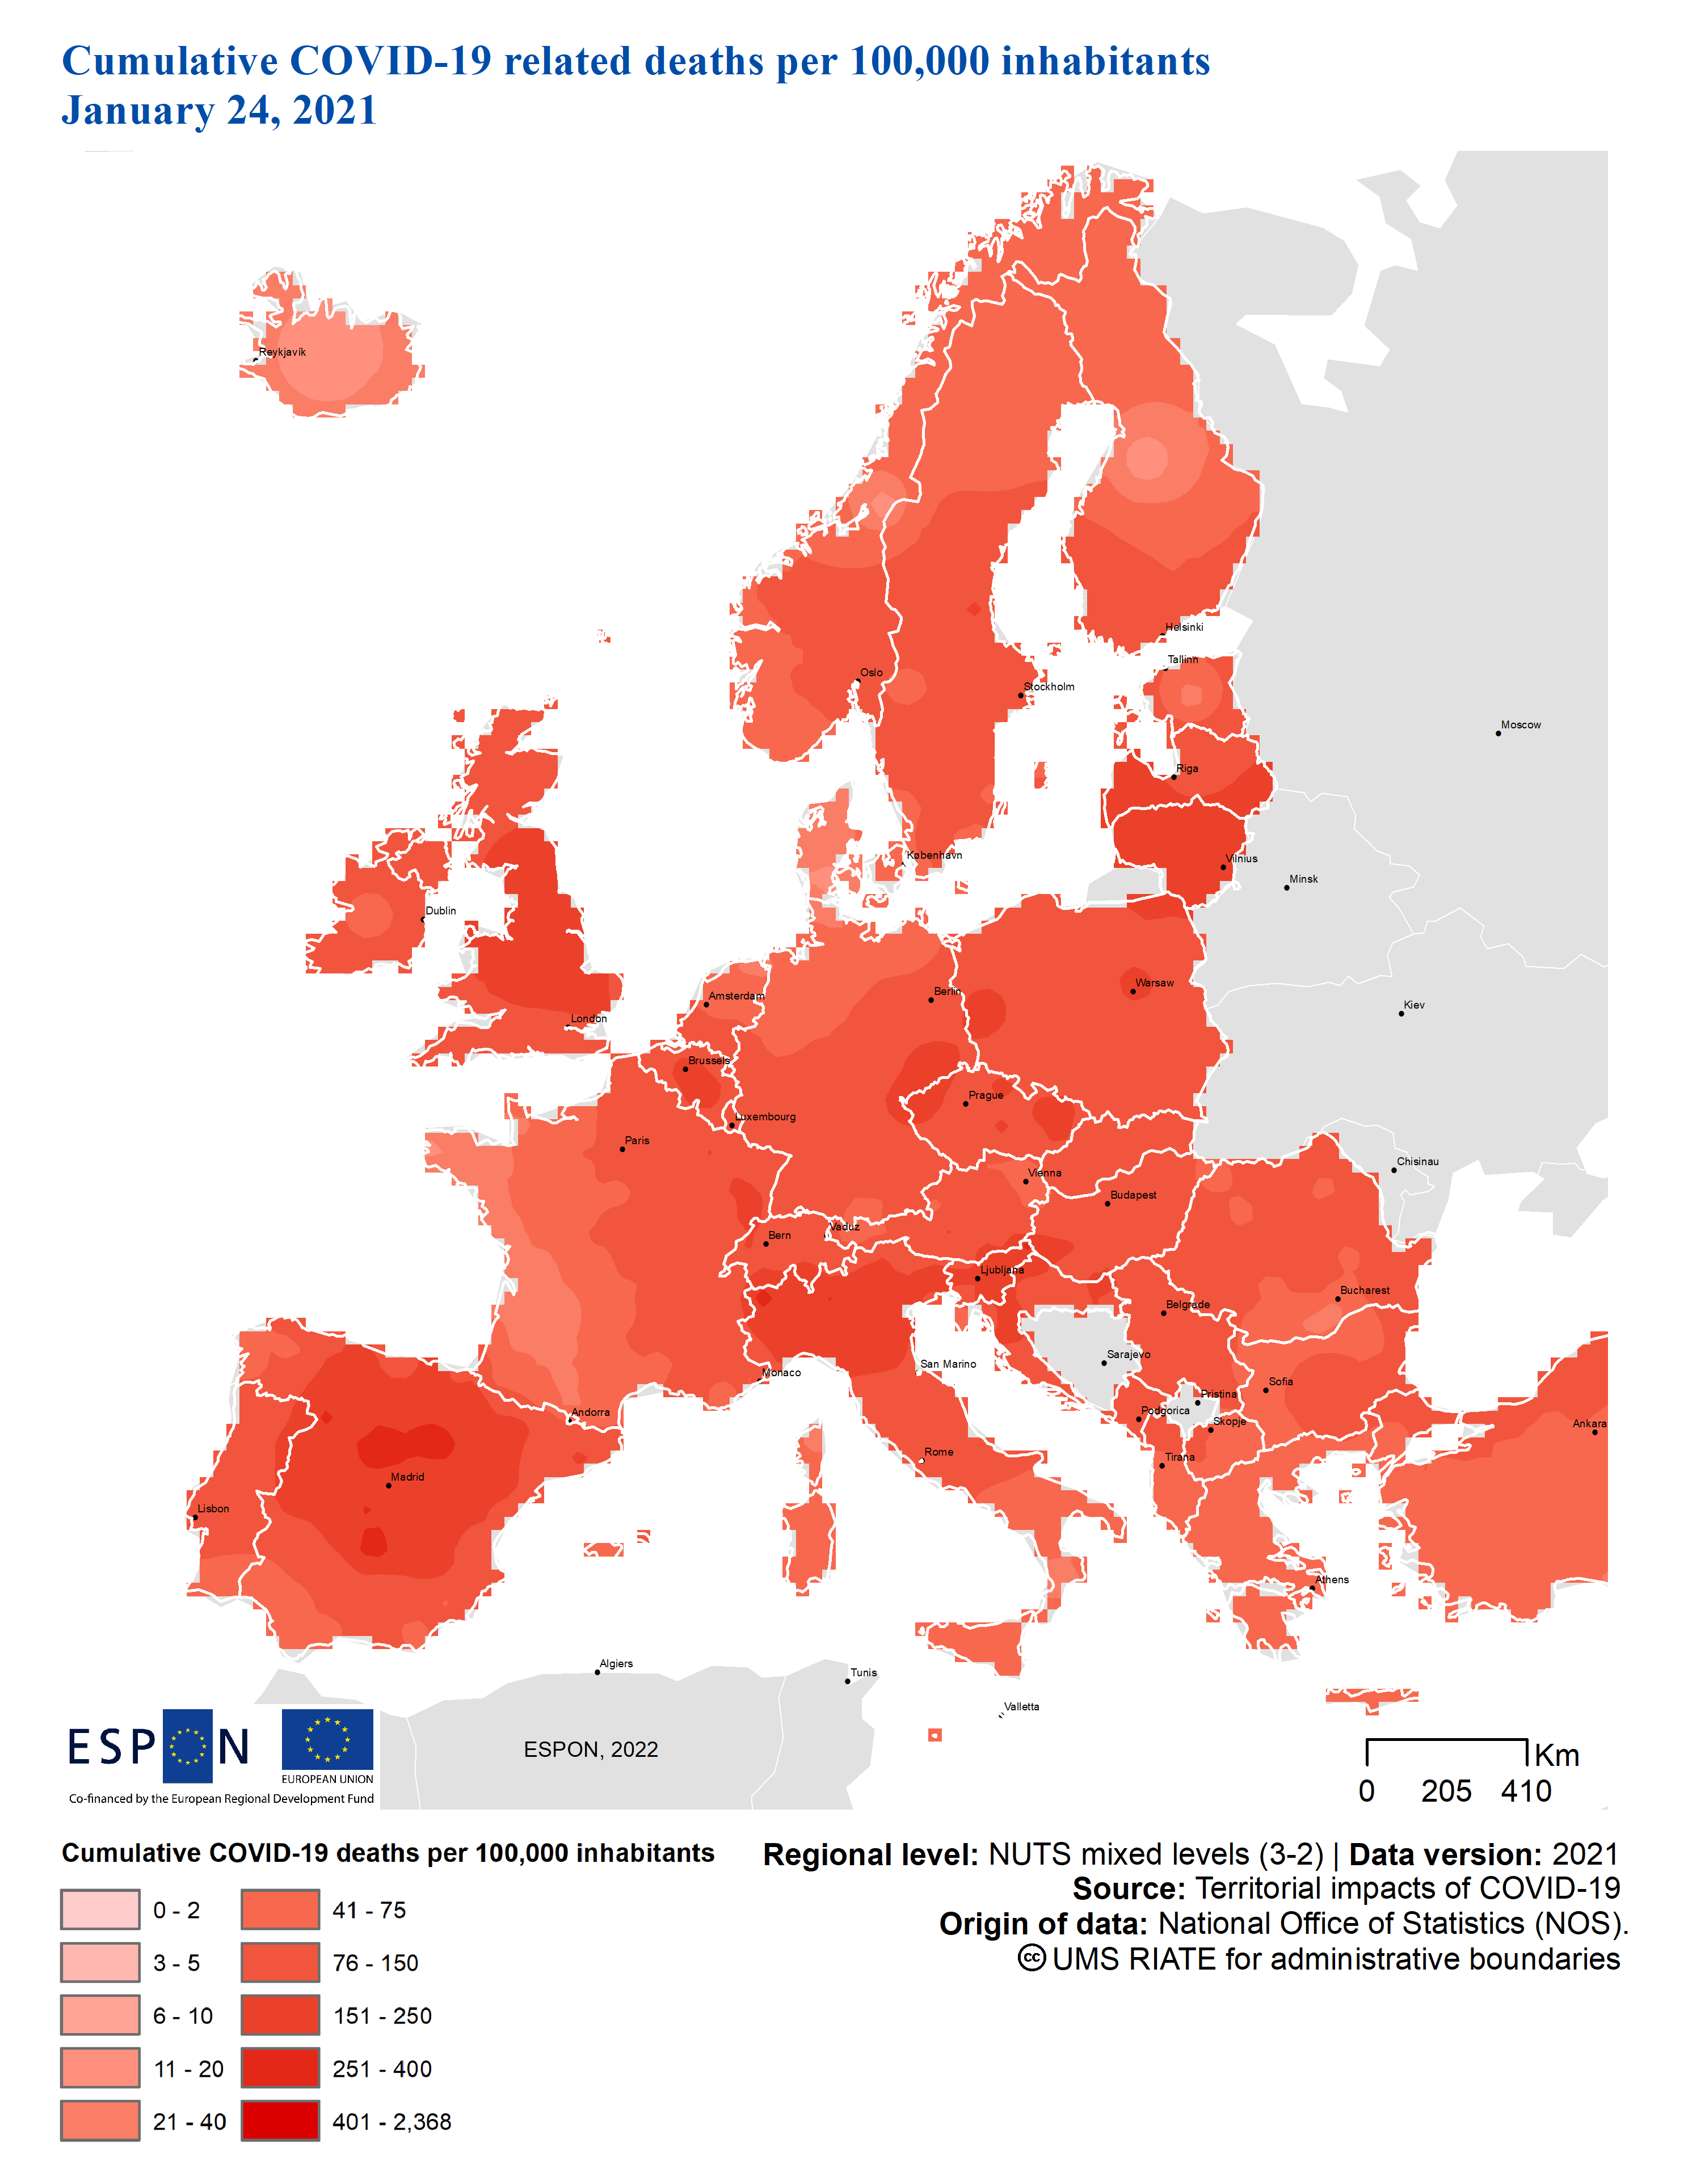 Cumulative COVID-19 related deaths per 100,000 inhabitants
January 24, 2021
Reykjavík
Helsinki
Tallinn
Oslo
Stockholm
Moscow
Riga
København
Vilnius
Minsk
Dublin
Warsaw
Berlin
Amsterdam
Kiev
London
Brussels
Prague
Luxembourg
Paris
Chisinau
Vienna
Budapest
Vaduz
Bern
Ljubljana
Bucharest
Belgrade
Sarajevo
San Marino
Monaco
Sofia
Pristina
Andorra
Podgorica
Skopje
Ankara
Rome
Tirana
Madrid
Lisbon
Athens
Algiers
Tunis
Valletta
ESPON
EUROPEAN UNION
Co-financed by the European Regional Development Fund
ESPON, 2022
Km
0 205 410
Cumulative COVID-19 deaths per 100,000 inhabitants
0 - 2
3 - 5
6 - 10
11 - 20
21 - 40
41 - 75
76 - 150
151 - 250
251 - 400
401 - 2,368
Regional level: NUTS mixed levels (3-2) | Data version: 2021
Source: Territorial impacts of COVID-19
Origin of data: National Office of Statistics (NOS).
cc UMS RIATE for administrative boundaries